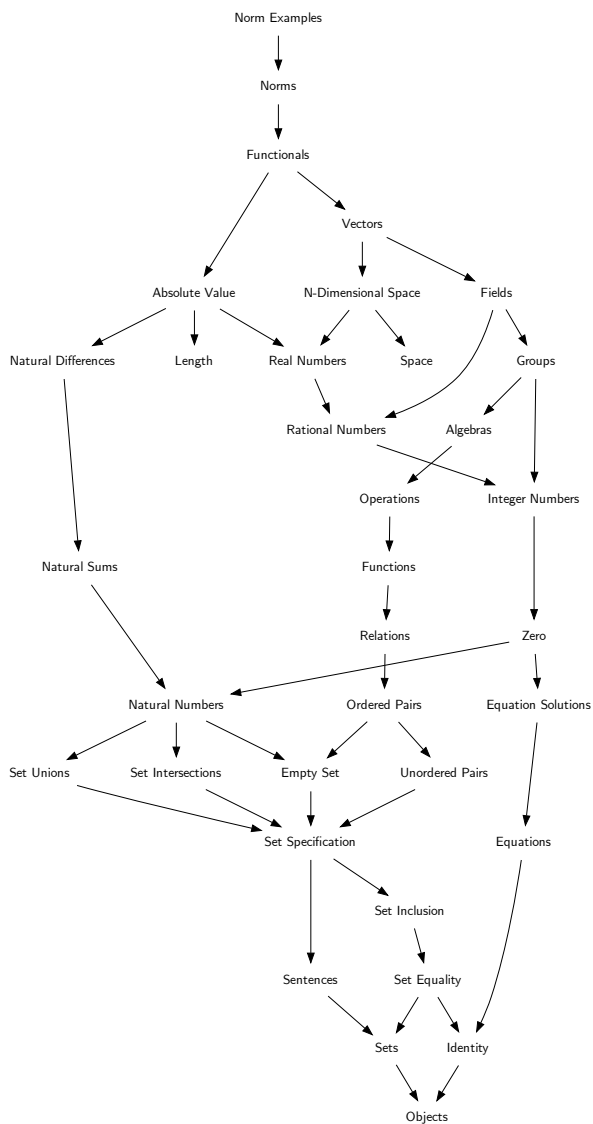 Norm Examples
Norms
Functionals
Vectors
Absolute Value
N-Dimensional Space
Fields
Natural Differences
Length
Real Numbers
Space
Groups
Rational Numbers
Algebras
Operations
Integer Numbers
Natural Sums
Functions
Relations
Zero
Natural Numbers
Ordered Pairs
Equation Solutions
Set Unions
Set Intersections
Empty Set
Unordered Pairs
Set Specification
Equations
Set Inclusion
Sentences
Set Equality
Sets
Identity
Objects